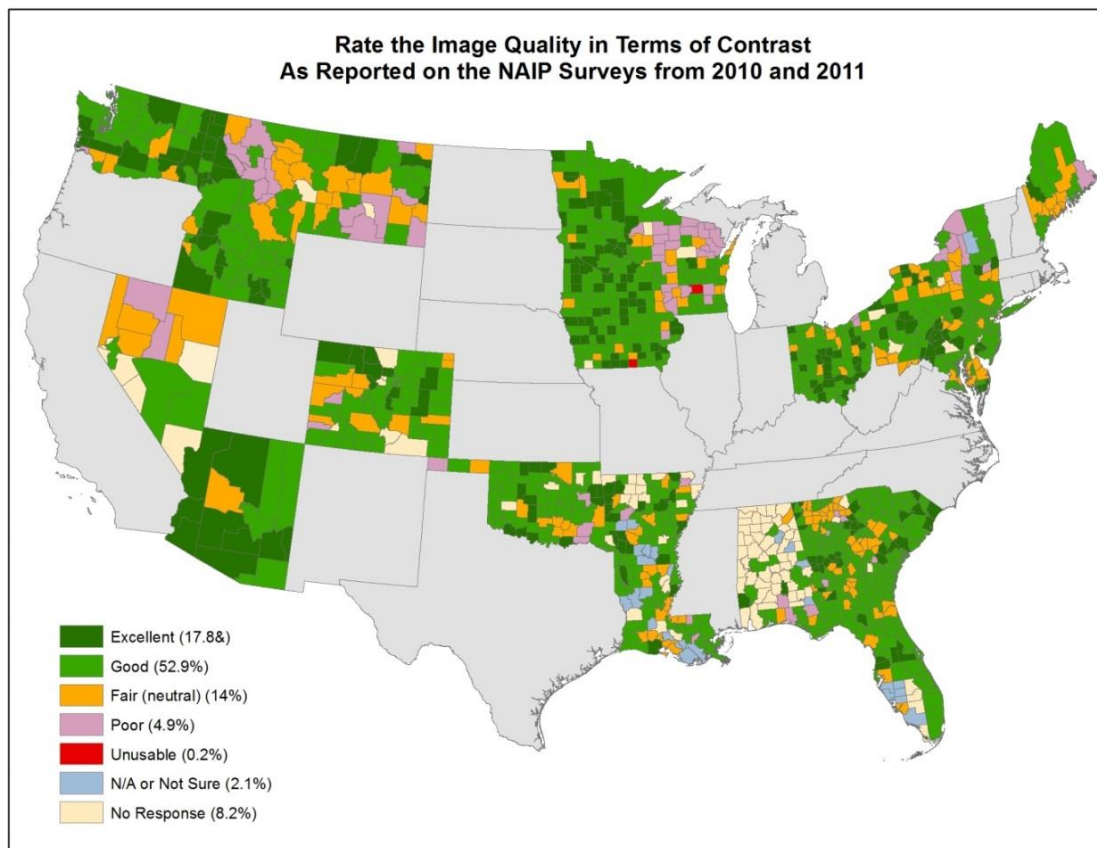 Rate the Image Quality in Terms of Contrast
As Reported on the NAIP Surveys from 2010 and 2011
Excellent (17.8&)
Good (52.9%)
Fair (neutral) (14%)
Poor (4.9%)
Unusable (0.2%)
N/A or Not Sure (2.1%)
No Response (8.2%)